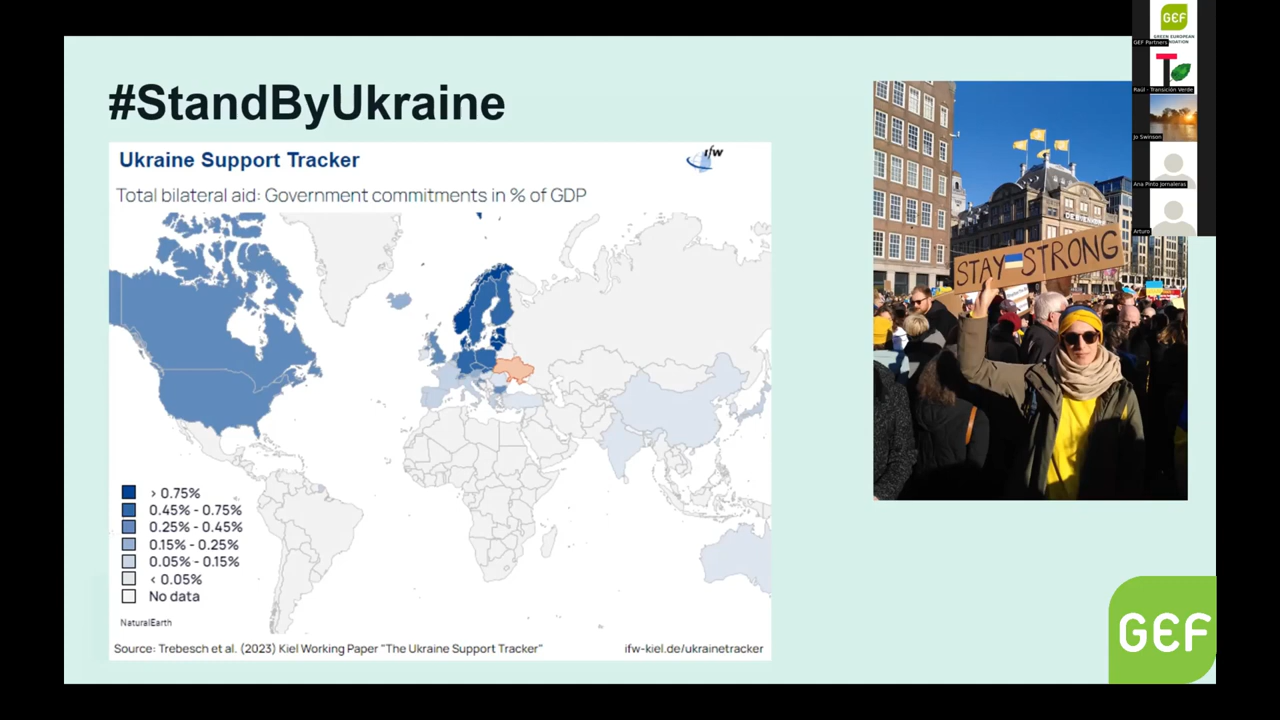 #StandByUkraine
Ukraine Support Tracker
ifw
Total bilateral aid: Government commitments in % of GDP
> 0.75%
0.45% - 0.75%
0.25% - 0.45%
0.15% - 0.25%
0.05% - 0.15%
< 0.05%
No data
NaturalEarth
Source: Trebesch et al. (2023) Kiel Working Paper "The Ukraine Support Tracker"
ifw-kiel.de/ukrainetracker
STAY STRONG
GEF
GREEN EUROPEAN
GEF Partners
Raúl - Transición Verde
Jo Swinson
Ana Pinto Jornaleras
Arturo
GEF